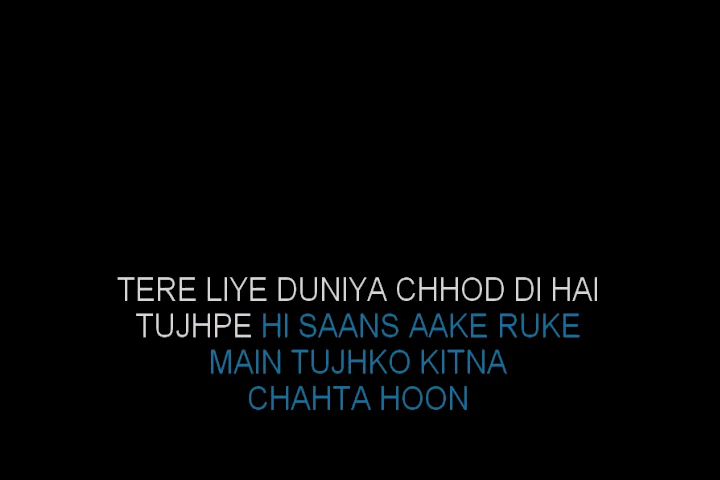 TERE LIYE DUNIYA CHHOD DI HAI
TUJHPE HI SAANS AAKE RUKE
MAIN TUJHKO KITNA
CHAHTA HOON